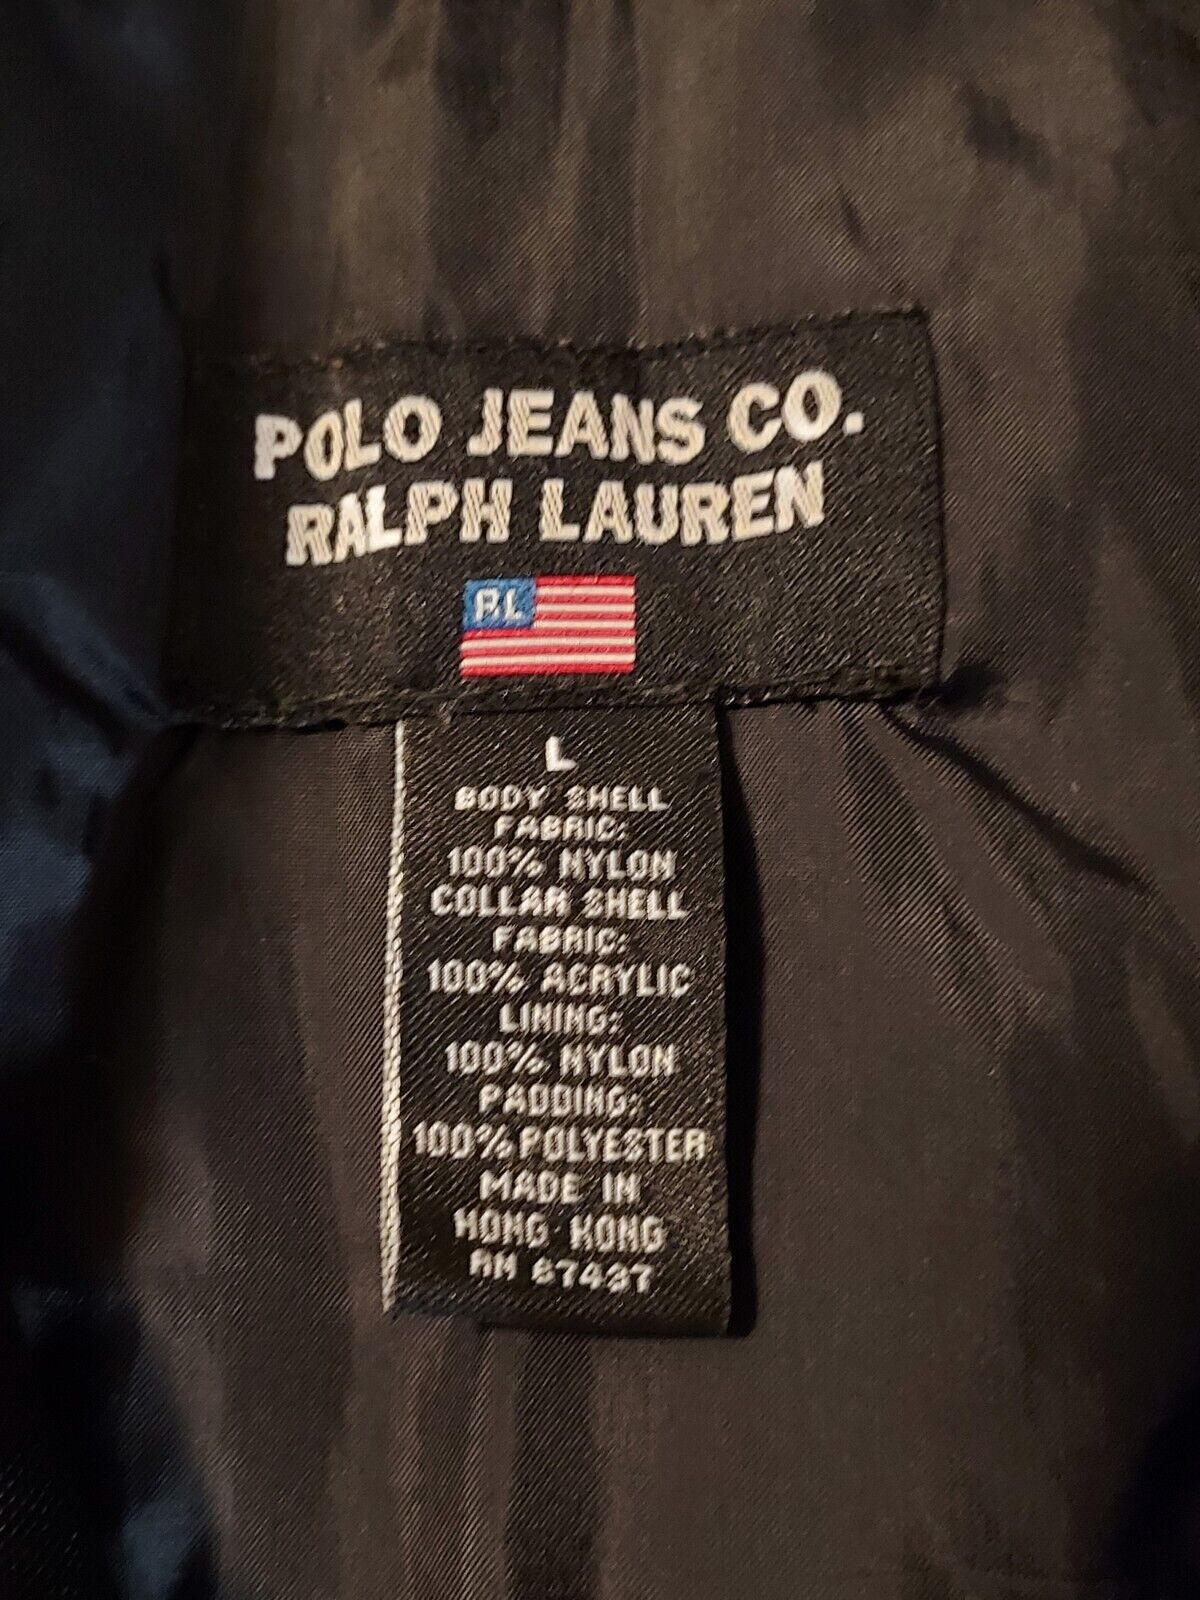 POLO JEANS CO.
RALPH LAUREN
RL
L
BODY SHELL
FABRIC:
100% NYLON
COLLAR SHELL
FABRIC:
100% ACRYLIC
LINING:
100% NYLON
PADDING:
100% POLYESTER
MADE IN
HONG KONG
RN 67437